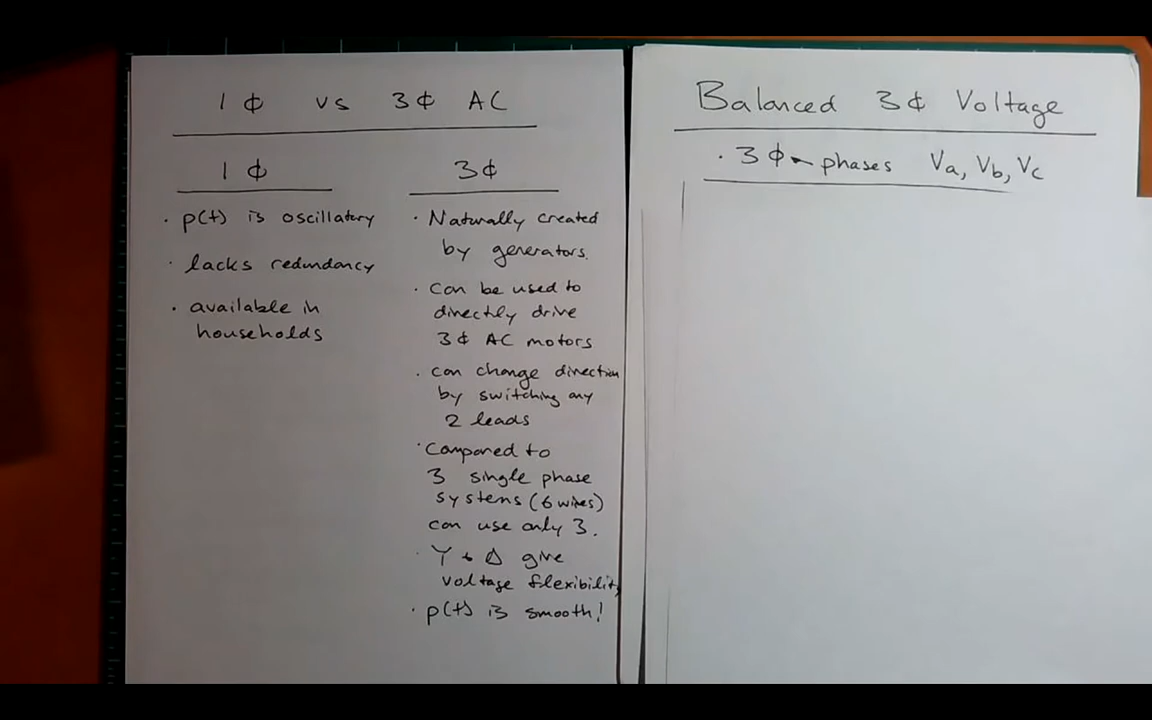 1 ϕ vs 3 ϕ AC
1 ϕ
· p(t) is oscillatory
· lacks redundancy
· available in
households
3 ϕ
· Naturally created
by generators.
· Can be used to
directly drive
3 ϕ AC motors
· can change direction
by switching any
2 leads
· Compared to
3 single phase
systems (6 wires)
can use only 3.
· Y + Δ give
voltage flexibility
· p(t) is smooth!
Balanced 3 ϕ Voltage
· 3 ϕ - phases Va, Vb, Vc